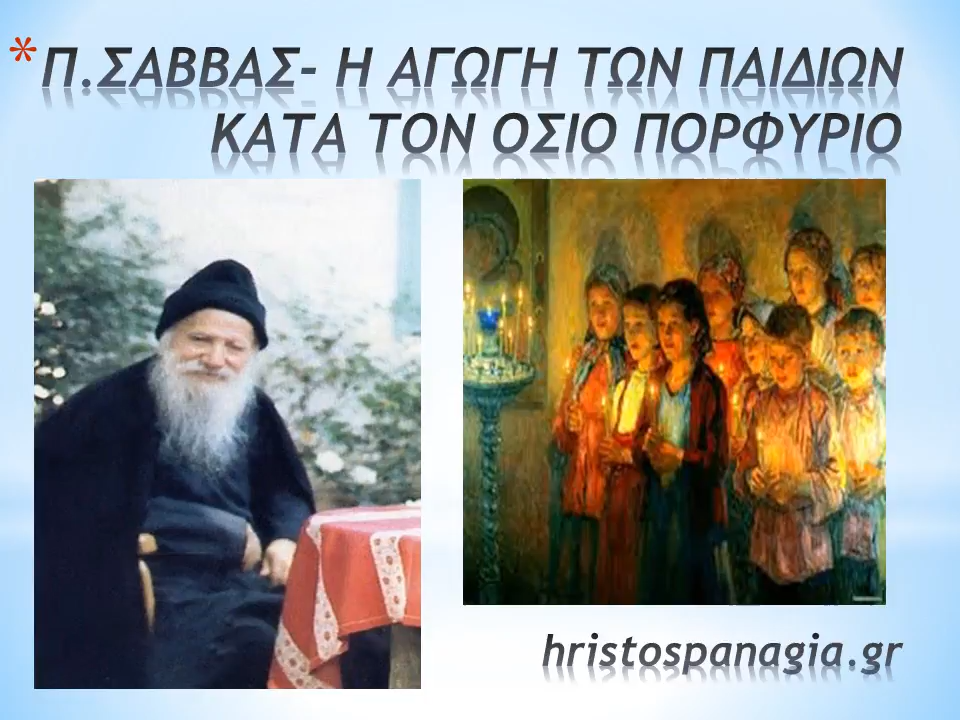 * Π.ΣΑΒΒΑΣ- Η ΑΓΩΓΗ ΤΩΝ ΠΑΙΔΙΩΝ
ΚΑΤΑ ΤΟΝ ΟΣΙΟ ΠΟΡΦΥΡΙΟ
hristospanagia.gr